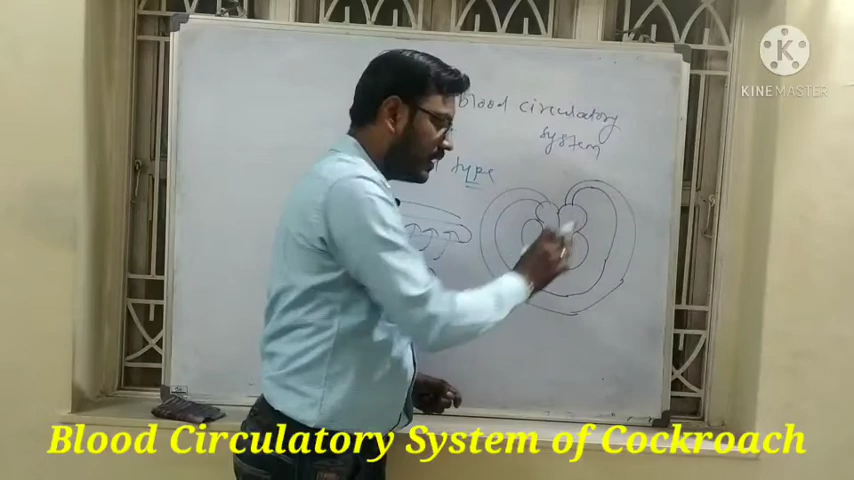 K
KINEMASTER
blood circulatory
system
type
Blood Circulatory System of Cockroach